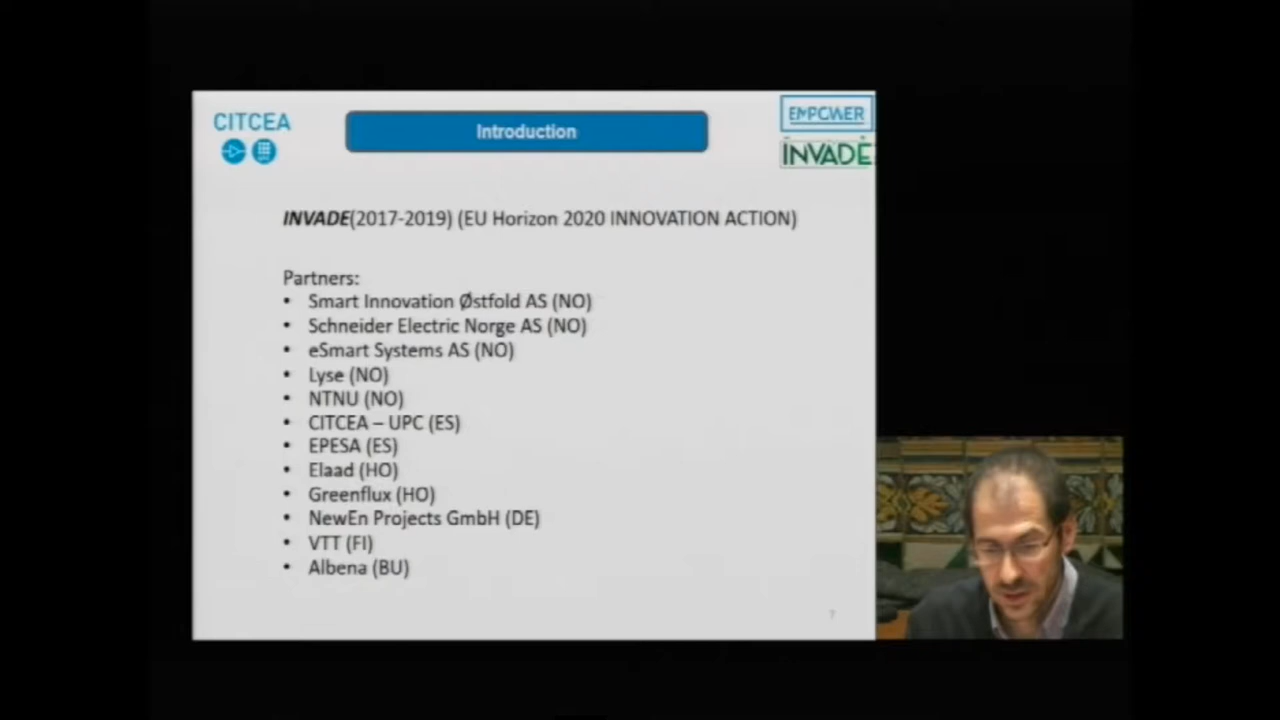 CITCEA
Introduction
EMPOWER
INVADE
INVADE(2017-2019) (EU Horizon 2020 INNOVATION ACTION)
Partners:
• Smart Innovation Østfold AS (NO)
• Schneider Electric Norge AS (NO)
• eSmart Systems AS (NO)
• Lyse (NO)
• NTNU (NO)
• CITCEA – UPC (ES)
• EPESA (ES)
• Elaad (HO)
• Greenflux (HO)
• NewEn Projects GmbH (DE)
• VTT (FI)
• Albena (BU)
7